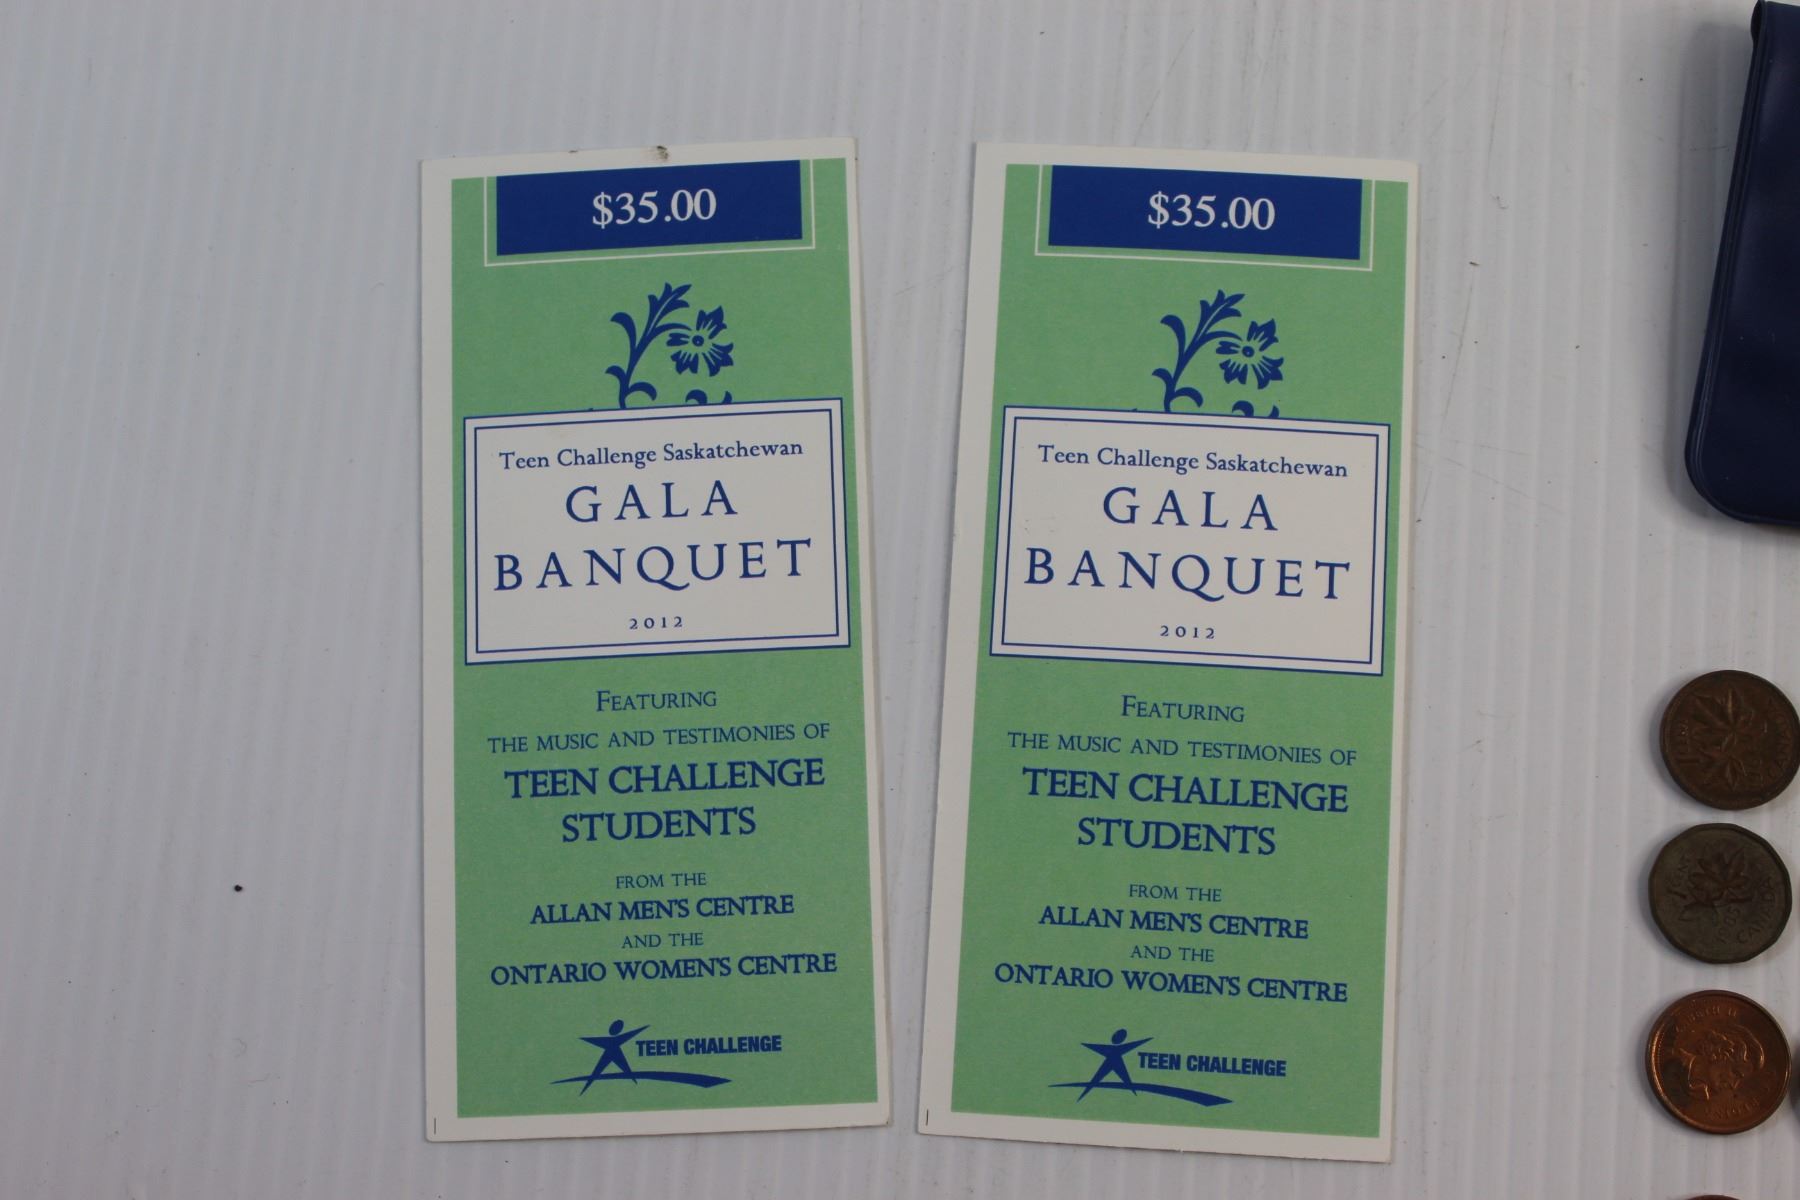 $35.00
Teen Challenge Saskatchewan
GALA
BANQUET
2012
FEATURING
THE MUSIC AND TESTIMONIES OF
TEEN CHALLENGE
STUDENTS
FROM THE
ALLAN MEN'S CENTRE
AND THE
ONTARIO WOMEN'S CENTRE
TEEN CHALLENGE
$35.00
Teen Challenge Saskatchewan
GALA
BANQUET
2012
FEATURING
THE MUSIC AND TESTIMONIES OF
TEEN CHALLENGE
STUDENTS
FROM THE
ALLAN MEN'S CENTRE
AND THE
ONTARIO WOMEN'S CENTRE
TEEN CHALLENGE
CANADA
CANADA